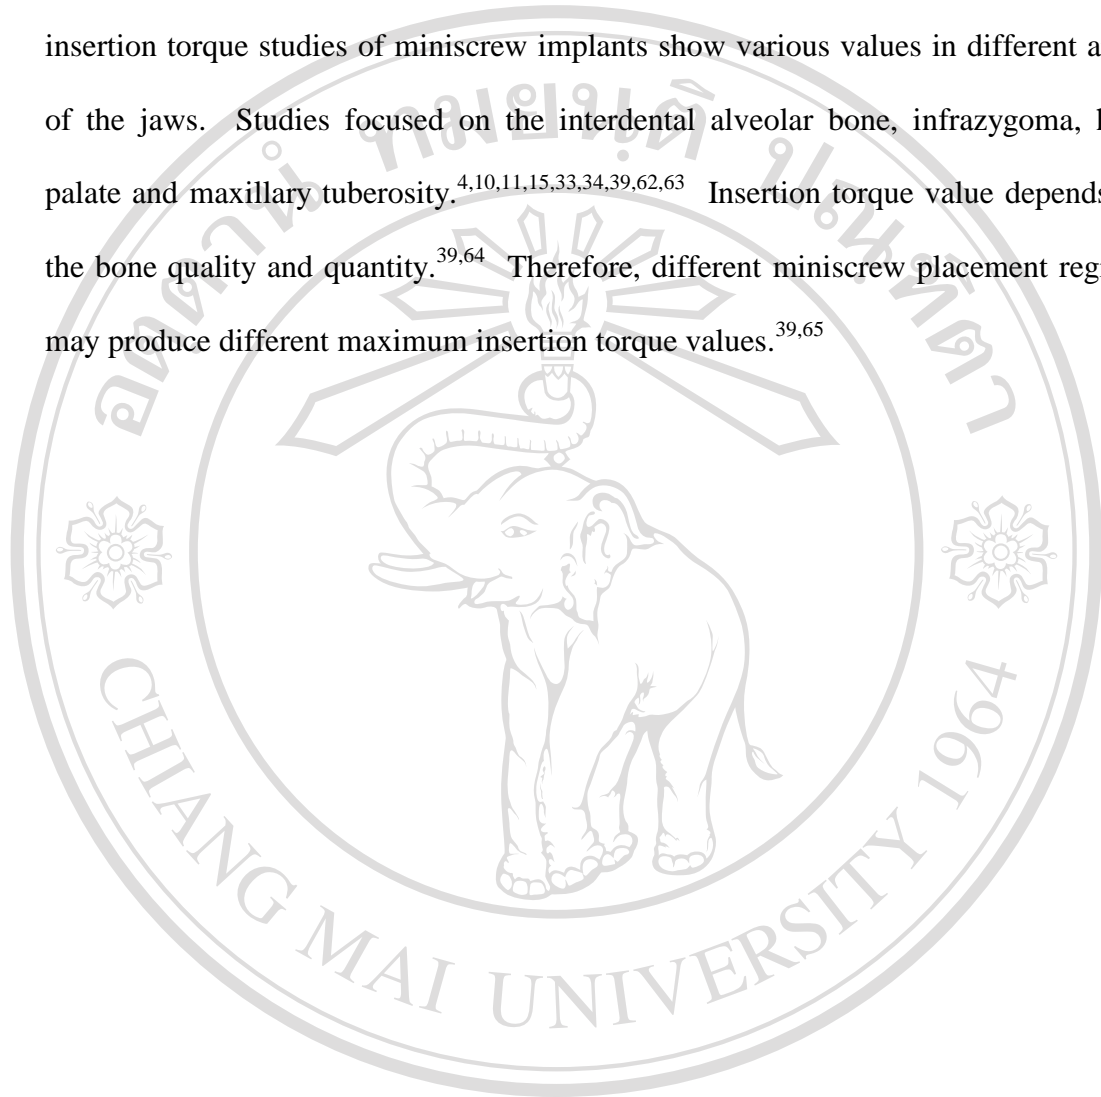 insertion torque studies of miniscrew implants show various values in different a
of the jaws. Studies focused on the interdental alveolar bone, infrazygoma, h
palate and maxillary tuberosity.4,10,11,15,33,34,39,62,63 Insertion torque value depends
the bone quality and quantity.39,64 Therefore, different miniscrew placement reg
may produce different maximum insertion torque values.39,65
CHIANG MAI UNIVERSITY 1964